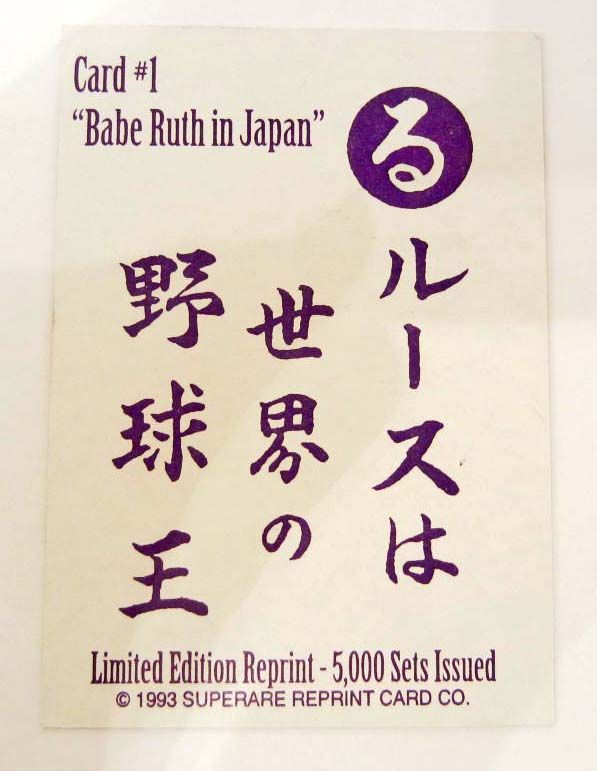 Card #1
“Babe Ruth in Japan”
る
ルースは
世界の
野球王
Limited Edition Reprint - 5,000 Sets Issued
© 1993 SUPERARE REPRINT CARD CO.